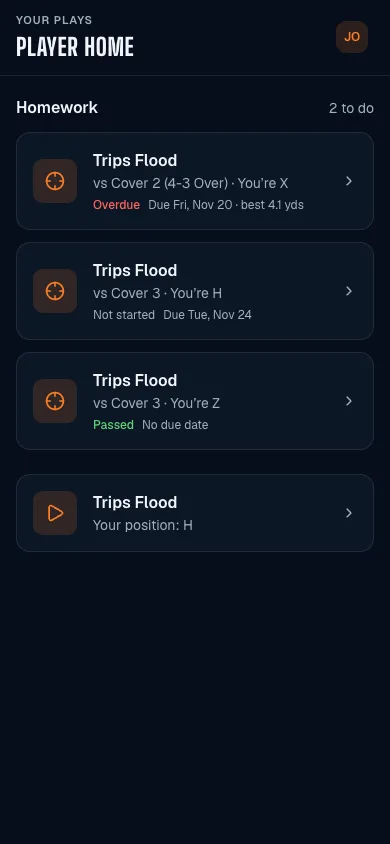 YOUR PLAYS
PLAYER HOME
JO
Homework
2 to do
Trips Flood
vs Cover 2 (4-3 Over) · You're X
Overdue Due Fri, Nov 20 · best 4.1 yds
Trips Flood
vs Cover 3 · You're H
Not started Due Tue, Nov 24
Trips Flood
vs Cover 3 · You're Z
Passed No due date
Trips Flood
Your position: H